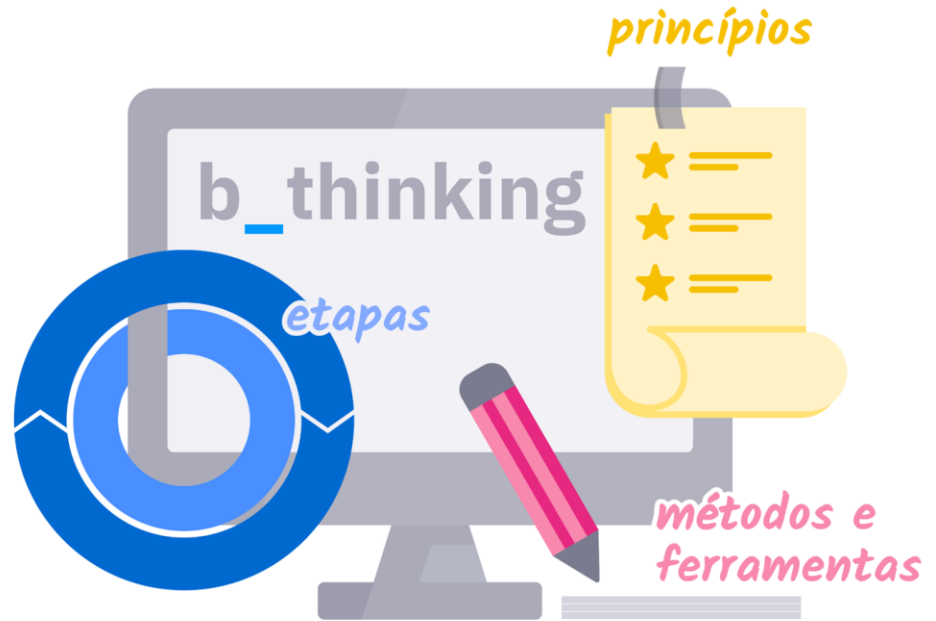 princípios
b_thinking
etapas
métodos e
ferramentas